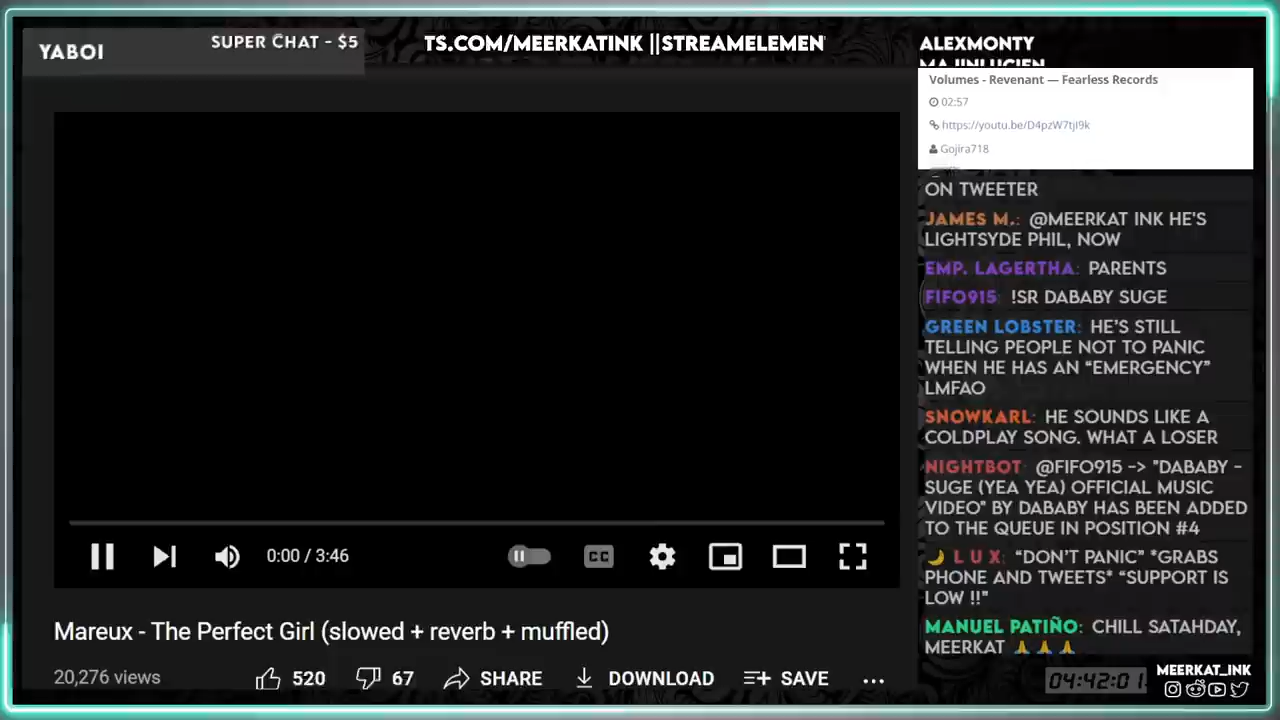 YABOI
SUPER CHAT - $5
TS.COM/MEERKATINK ||STREAMELEMEN
ALEXMONTY
MAJINLUCIEN
Volumes - Revenant — Fearless Records
02:57
https://youtu.be/D4pzW7tjI9k
Gojira718
ON TWEETER
JAMES M.: @MEERKAT INK HE'S
LIGHTSYDE PHIL, NOW
EMP. LAGERTHA: PARENTS
FIFO915: !SR DABABY SUGE
GREEN LOBSTER: HE'S STILL
TELLING PEOPLE NOT TO PANIC
WHEN HE HAS AN “EMERGENCY”
LMFAO
SNOWKARL: HE SOUNDS LIKE A
COLDPLAY SONG. WHAT A LOSER
NIGHTBOT: @FIFO915 -> "DABABY -
SUGE (YEA YEA) OFFICIAL MUSIC
VIDEO" BY DABABY HAS BEEN ADDED
TO THE QUEUE IN POSITION #4
🌙 L U X: “DON'T PANIC” *GRABS
PHONE AND TWEETS* “SUPPORT IS
LOW !!”
MANUEL PATIÑO: CHILL SATAHDAY,
MEERKAT 🙏🙏🙏
0:00 / 3:46
CC
Mareux - The Perfect Girl (slowed + reverb + muffled)
20,276 views
520
67
SHARE
DOWNLOAD
SAVE
04:42:01
MEERKAT_INK